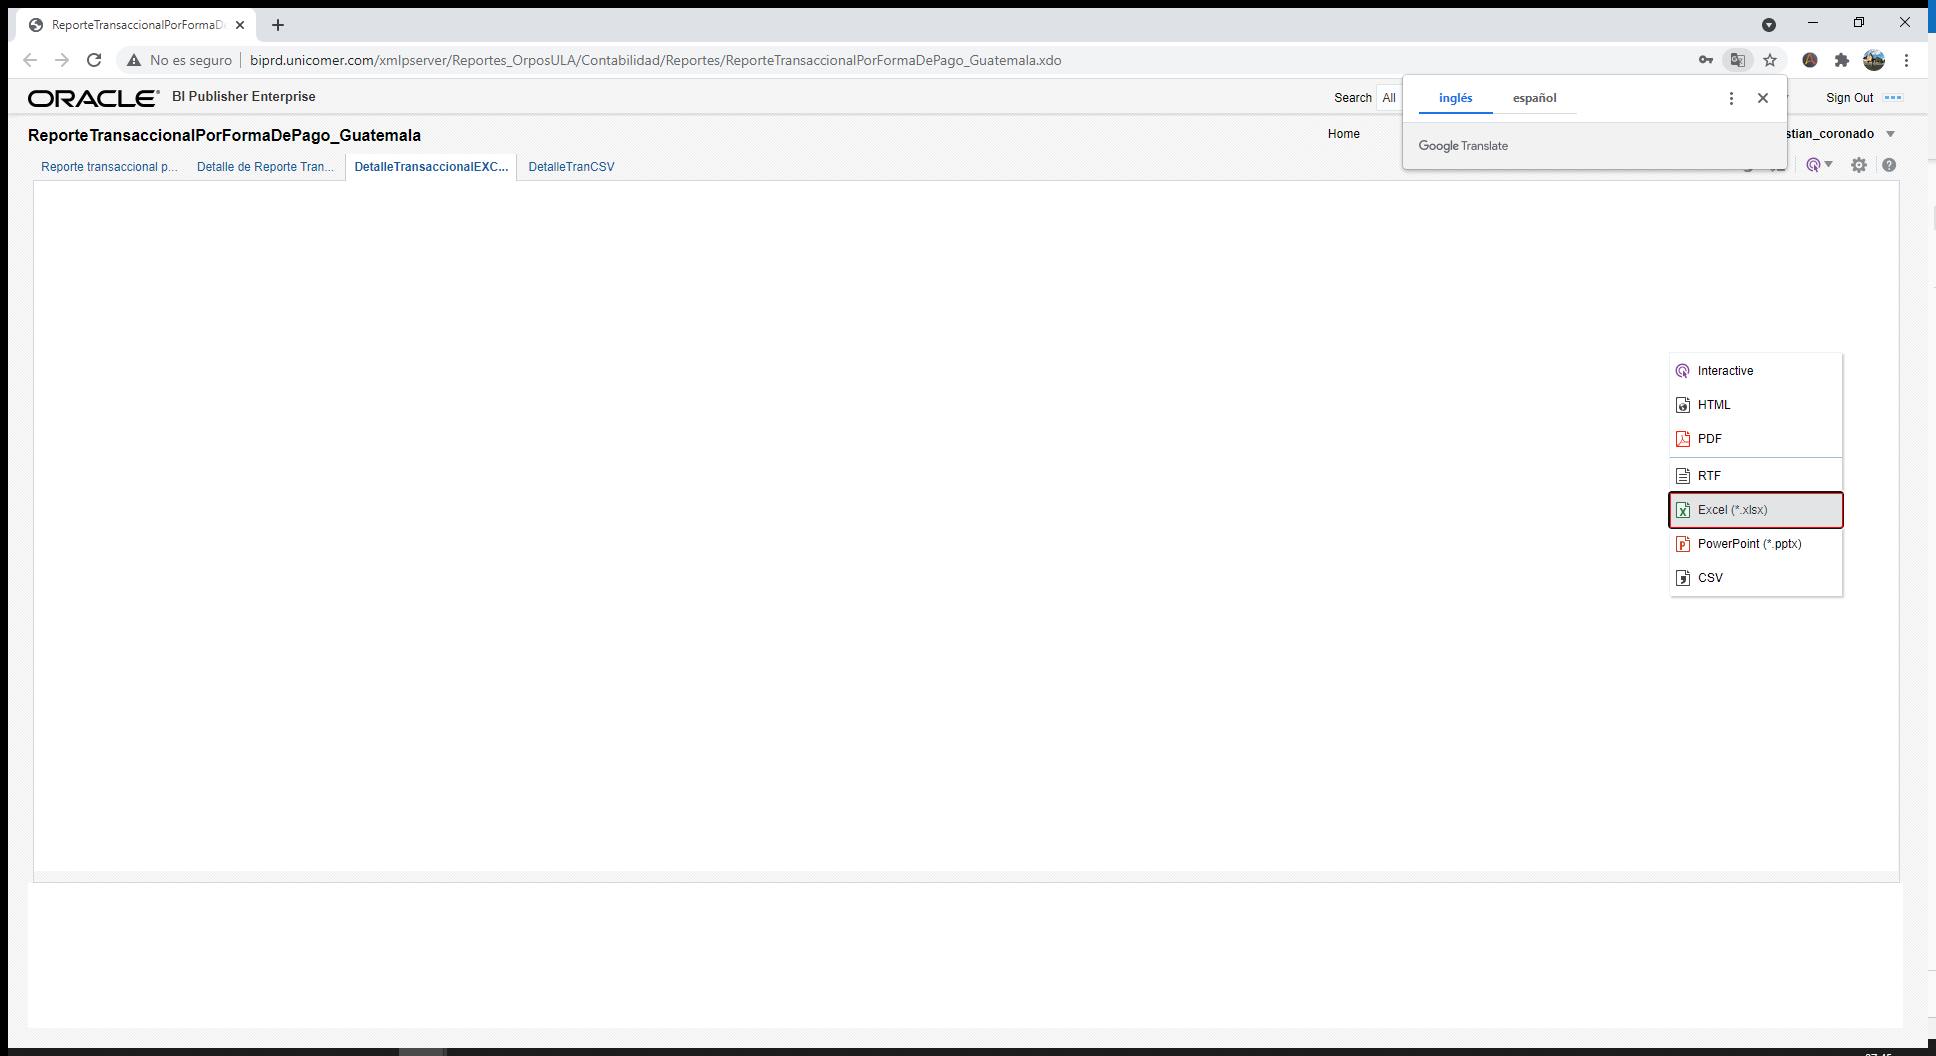 ReporteTransaccionalPorFormaD
No es seguro
biprd.unicomer.com/xmlpserver/Reportes_OrposULA/Contabilidad/Reportes/ReporteTransaccionalPorFormaDePago_Guatemala.xdo
ORACLE BI Publisher Enterprise
Search All
inglés español
Sign Out
ReporteTransaccionalPorFormaDePago_Guatemala
Home
stian_coronado
Google Translate
Reporte transaccional p... Detalle de Reporte Tran... DetalleTransaccionalEXC... DetalleTranCSV
Interactive
HTML
PDF
RTF
Excel (*.xlsx)
PowerPoint (*.pptx)
CSV